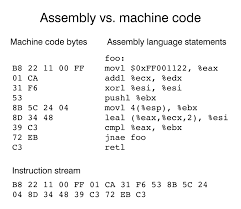 Assembly vs. machine code
Machine code bytes Assembly language statements
foo:
B8 22 11 00 FF movl $0xFF001122, %eax
01 CA addl %ecx, %edx
31 F6 xorl %esi, %esi
53 pushl %ebx
8B 5C 24 04 movl 4(%esp), %ebx
8D 34 48 leal (%eax,%ecx,2), %esi
39 C3 cmpl %eax, %ebx
72 EB jnae foo
C3 retl
Instruction stream
B8 22 11 00 FF 01 CA 31 F6 53 8B 5C 24
04 8D 34 48 39 C3 72 EB C3